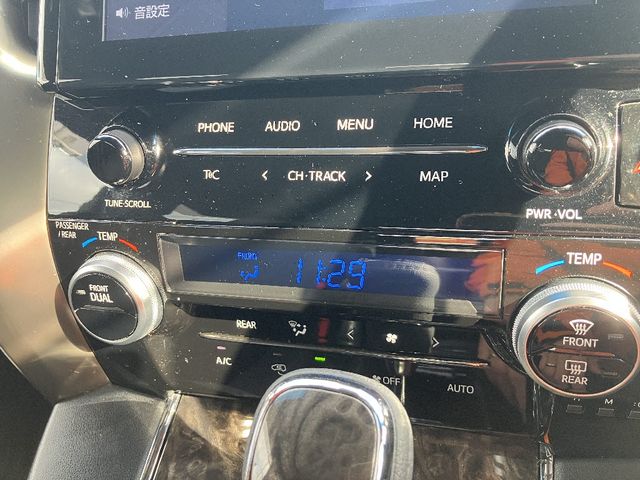 音設定
PHONE AUDIO MENU HOME
T&C < CH·TRACK > MAP
TUNE·SCROLL
PWR·VOL
PASSENGER
/REAR
TEMP
FRONT
DUAL
11:29
TEMP
FRONT
REAR
REAR
A/C
OFF
AUTO